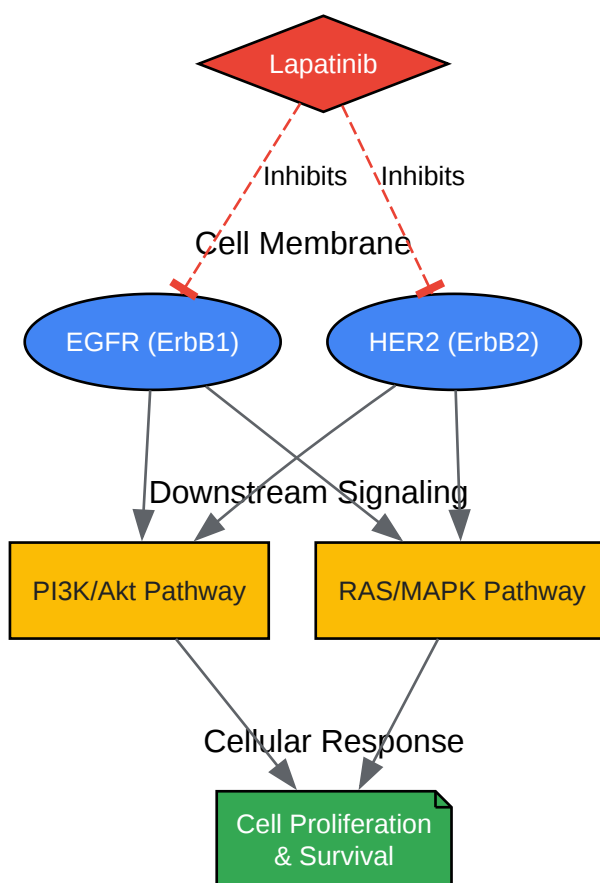 Lapatinib
Inhibits
Inhibits
Cell Membrane
EGFR (ErbB1)
HER2 (ErbB2)
Downstream Signaling
PI3K/Akt Pathway
RAS/MAPK Pathway
Cellular Response
Cell Proliferation
& Survival